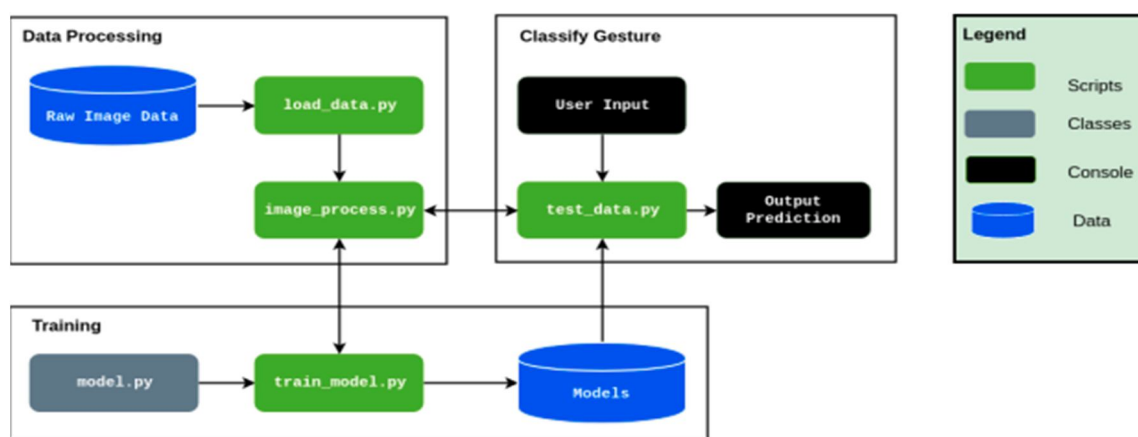 Data Processing
Raw Image Data
load_data.py
image_process.py
Classify Gesture
User Input
test_data.py
Output
Prediction
Training
model.py
train_model.py
Models
Legend
Scripts
Classes
Console
Data